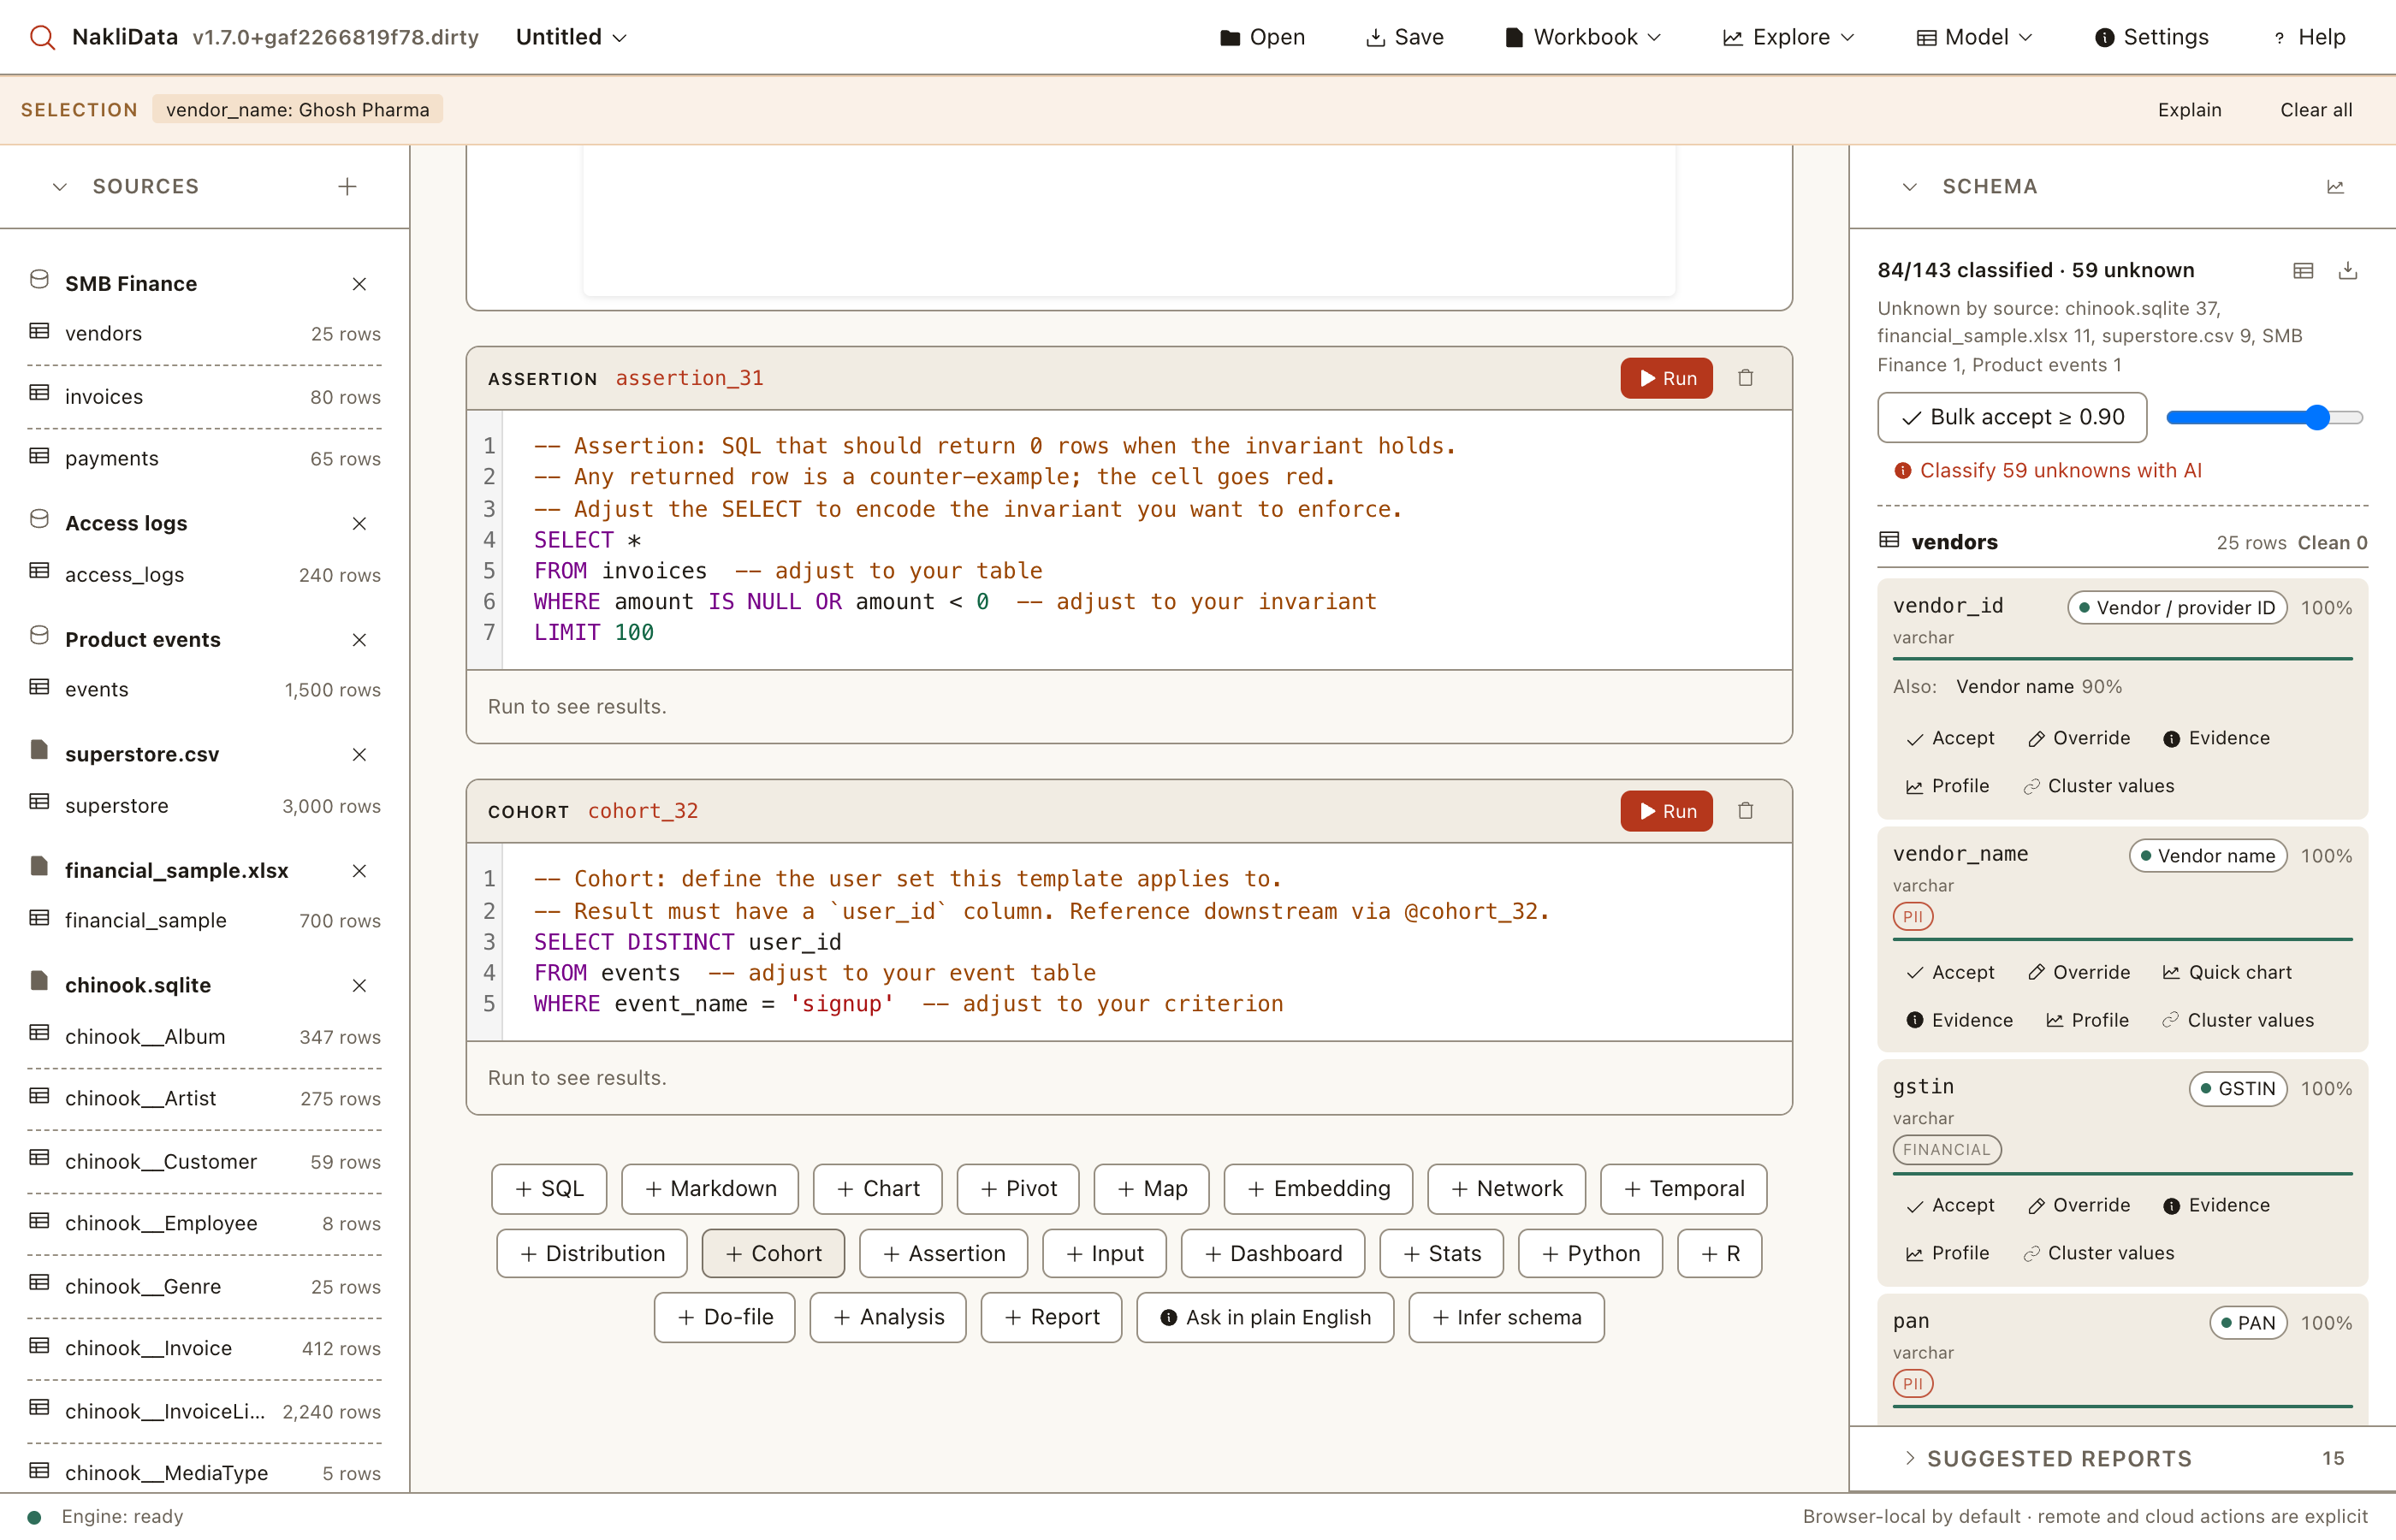 NakliData v1.7.0+gaf2266819f78.dirty Untitled Open Save Workbook Explore Model Settings ? Help
SELECTION vendor_name: Ghosh Pharma Explain Clear all
SOURCES
SMB Finance
vendors 25 rows
invoices 80 rows
payments 65 rows
Access logs
access_logs 240 rows
Product events
events 1,500 rows
superstore.csv
superstore 3,000 rows
financial_sample.xlsx
financial_sample 700 rows
chinook.sqlite
chinook__Album 347 rows
chinook__Artist 275 rows
chinook__Customer 59 rows
chinook__Employee 8 rows
chinook__Genre 25 rows
chinook__Invoice 412 rows
chinook__InvoiceLi... 2,240 rows
chinook__MediaType 5 rows
ASSERTION assertion_31 Run
1 -- Assertion: SQL that should return 0 rows when the invariant holds.
2 -- Any returned row is a counter-example; the cell goes red.
3 -- Adjust the SELECT to encode the invariant you want to enforce.
4 SELECT *
5 FROM invoices -- adjust to your table
6 WHERE amount IS NULL OR amount < 0 -- adjust to your invariant
7 LIMIT 100
Run to see results.
COHORT cohort_32 Run
1 -- Cohort: define the user set this template applies to.
2 -- Result must have a `user_id` column. Reference downstream via @cohort_32.
3 SELECT DISTINCT user_id
4 FROM events -- adjust to your event table
5 WHERE event_name = 'signup' -- adjust to your criterion
Run to see results.
+ SQL + Markdown + Chart + Pivot + Map + Embedding + Network + Temporal
+ Distribution + Cohort + Assertion + Input + Dashboard + Stats + Python + R
+ Do-file + Analysis + Report Ask in plain English + Infer schema
SCHEMA
84/143 classified · 59 unknown
Unknown by source: chinook.sqlite 37,
financial_sample.xlsx 11, superstore.csv 9, SMB
Finance 1, Product events 1
Bulk accept ≥ 0.90
Classify 59 unknowns with AI
vendors 25 rows Clean 0
vendor_id Vendor / provider ID 100%
varchar
Also: Vendor name 90%
Accept Override Evidence
Profile Cluster values
vendor_name Vendor name 100%
varchar
PII
Accept Override Quick chart
Evidence Profile Cluster values
gstin GSTIN 100%
varchar
FINANCIAL
Accept Override Evidence
Profile Cluster values
pan PAN 100%
varchar
PII
SUGGESTED REPORTS 15
Engine: ready Browser-local by default · remote and cloud actions are explicit